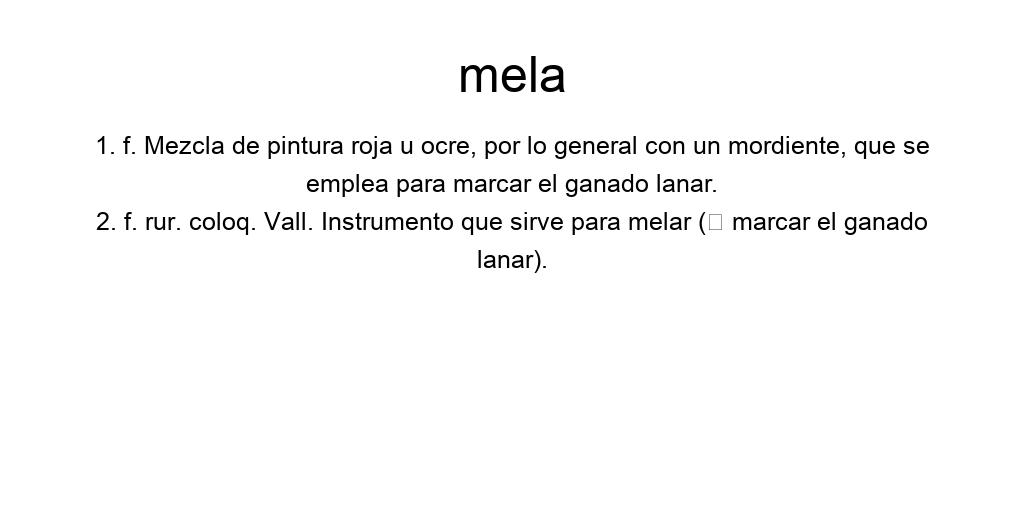 mela
1. f. Mezcla de pintura roja u ocre, por lo general con un mordiente, que se
emplea para marcar el ganado lanar.
2. f. rur. coloq. Vall. Instrumento que sirve para melar (□ marcar el ganado
lanar).